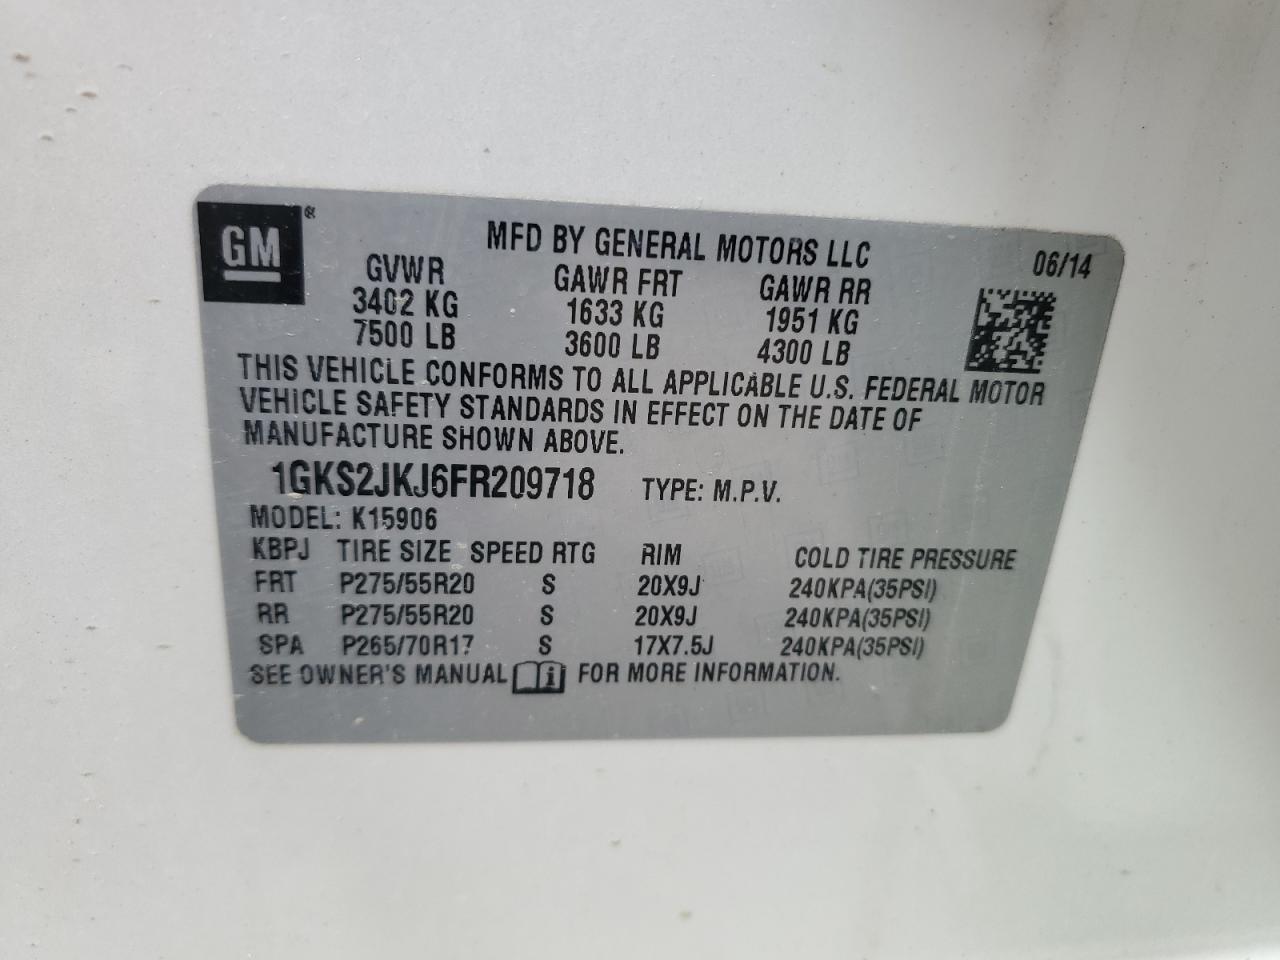 GM ®
MFD BY GENERAL MOTORS LLC 06/14
GVWR GAWR FRT GAWR RR
3402 KG 1633 KG 1951 KG
7500 LB 3600 LB 4300 LB
THIS VEHICLE CONFORMS TO ALL APPLICABLE U.S. FEDERAL MOTOR
VEHICLE SAFETY STANDARDS IN EFFECT ON THE DATE OF
MANUFACTURE SHOWN ABOVE.
1GKS2JKJ6FR209718 TYPE: M.P.V.
MODEL: K15906
KBPJ TIRE SIZE SPEED RTG RIM COLD TIRE PRESSURE
FRT P275/55R20 S 20X9J 240KPA(35PSI)
RR P275/55R20 S 20X9J 240KPA(35PSI)
SPA P265/70R17 S 17X7.5J 240KPA(35PSI)
SEE OWNER'S MANUAL i FOR MORE INFORMATION.